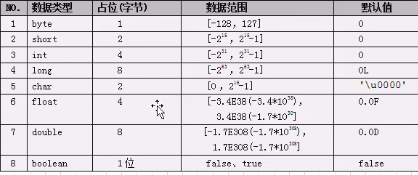 NO. 数据类型 占位(字节) 数据范围 默认值
1 byte 1 [-128, 127] 0
2 short 2 [-2¹⁵, 2¹⁵-1] 0
3 int 4 [-2³¹, 2³¹-1] 0
4 long 8 [-2⁶³, 2⁶³-1] 0L
5 char 2 [0, 2¹⁶-1] '\u0000'
6 float 4 [-3.4E38(-3.4*10³⁸), 0.0F
3.4E38(-1.7*10³⁸]
7 double 8 [-1.7E308(-1.7*10³⁰⁸), 0.0D
1.7E308(-1.7*10³⁰⁸]
8 boolean 1位 false、true false